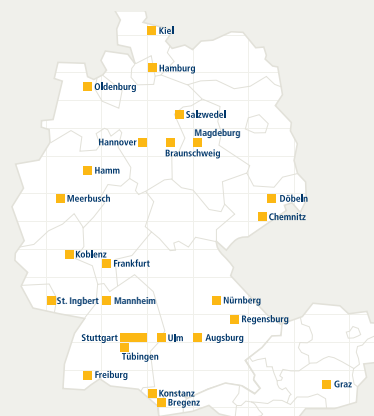 Kiel
Hamburg
Oldenburg
Salzwedel
Magdeburg
Hannover
Braunschweig
Hamm
Meerbusch
Döbeln
Chemnitz
Koblenz
Frankfurt
St. Ingbert
Mannheim
Nürnberg
Regensburg
Stuttgart
Ulm
Augsburg
Tübingen
Freiburg
Graz
Konstanz
Bregenz